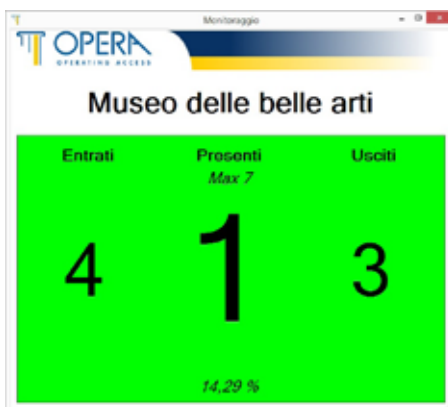 Monitoraggio
OPERA
OPERATING ACCESS
Museo delle belle arti
Entrati Presenti Usciti
Max 7
4 1 3
14,29 %